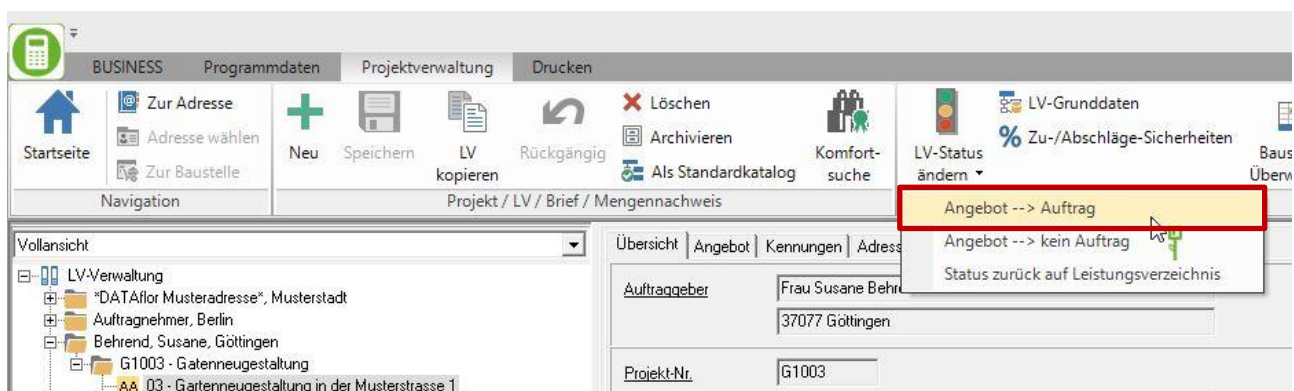 BUSINESS Programmdaten Projektverwaltung Drucken
Startseite
Zur Adresse
Adresse wählen
Zur Baustelle
Navigation
Neu
Speichern
LV
kopieren
Rückgängig
Löschen
Archivieren
Als Standardkatalog
Komfort-
suche
Projekt / LV / Brief / Mengennachweis
LV-Status
ändern
LV-Grunddaten
Zu-/Abschläge-Sicherheiten
Angebot --> Auftrag
Angebot --> kein Auftrag
Status zurück auf Leistungsverzeichnis
Vollansicht
LV-Verwaltung
*DATAflor Musteradresse*, Musterstadt
Auftragnehmer, Berlin
Behrend, Susane, Göttingen
G1003 - Gatenneugestaltung
AA 03 - Gartenneugestaltung in der Musterstrasse 1
Übersicht Angebot Kennungen
Auftraggeber Frau Susane
37077 Göttingen
Projekt-Nr. G1003